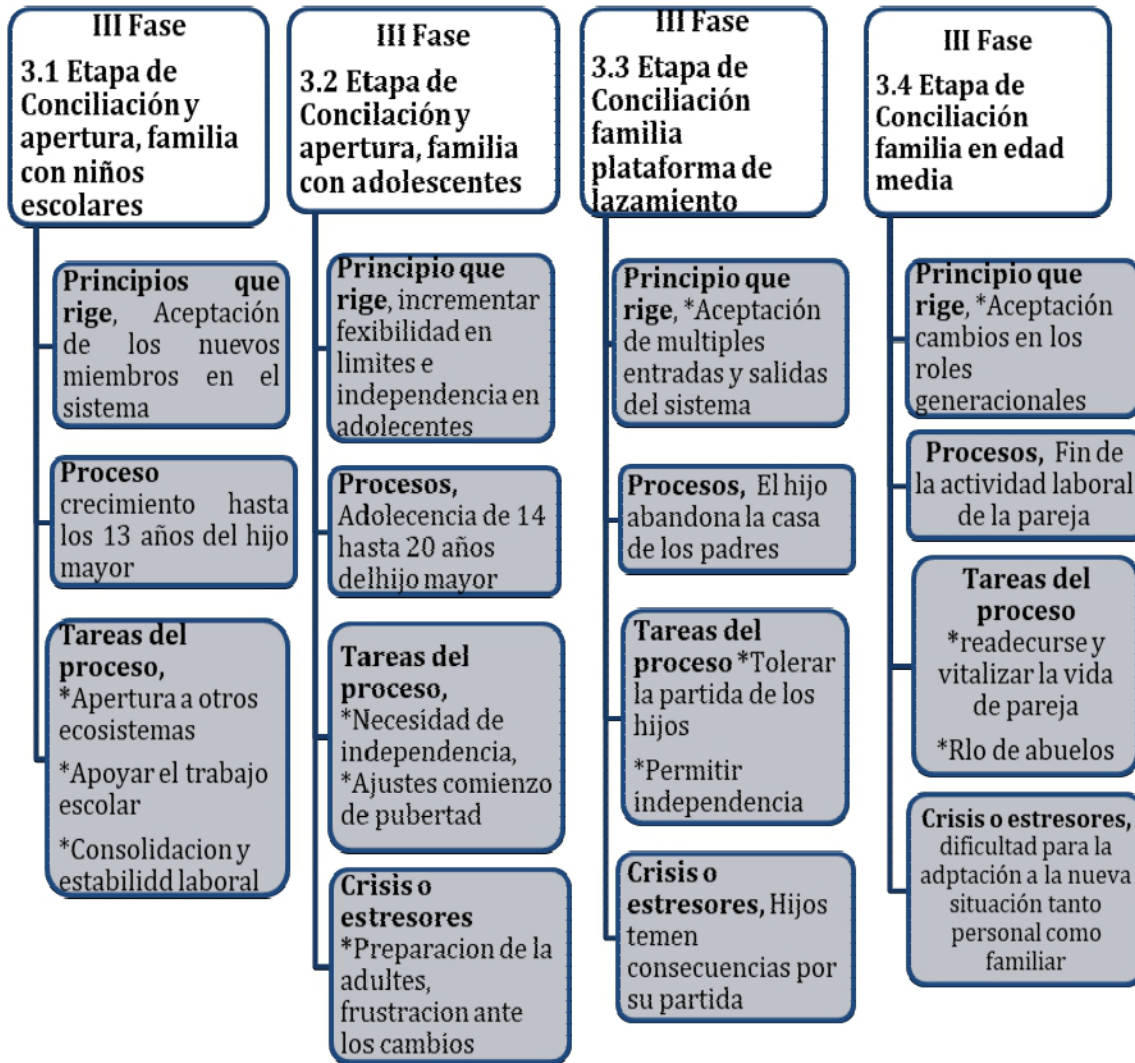 III Fase
3.1 Etapa de
Conciliación y
apertura, familia
con niños
escolares
Principios que
rige, Aceptación
de los nuevos
miembros en el
sistema
Proceso
crecimiento hasta
los 13 años del hijo
mayor
Tareas del
proceso,
*Apertura a otros
ecosistemas
*Apoyar el trabajo
escolar
*Consolidacion y
estabilidd laboral
III Fase
3.2 Etapa de
Concilación y
apertura, familia
con adolescentes
Principio que
rige, incrementar
fexibilidad en
limites e
independencia en
adolecentes
Procesos,
Adolecencia de 14
hasta 20 años
delhijo mayor
Tareas del
proceso,
*Necesidad de
independencia,
*Ajustes comienzo
de pubertad
Crisis o
estresores
*Preparacion de la
adultes,
frustracion ante
los cambios
III Fase
3.3 Etapa de
Conciliación
familia
plataforma de
lazamiento
Principio que
rige, *Aceptación
de multiples
entradas y salidas
del sistema
Procesos, El hijo
abandona la casa
de los padres
Tareas del
proceso *Tolerar
la partida de los
hijos
*Permitir
independencia
Crisis o
estresores, Hijos
temen
consecuencias por
su partida
III Fase
3.4 Etapa de
Conciliación
familia en edad
media
Principio que
rige, *Aceptación
cambios en los
roles
generacionales
Procesos, Fin de
la actividad laboral
de la pareja
Tareas del
proceso
*readecurse y
vitalizar la vida
de pareja
*Rlo de abuelos
Crisis o estresores,
dificultad para la
adptación a la nueva
situación tanto
personal como
familiar